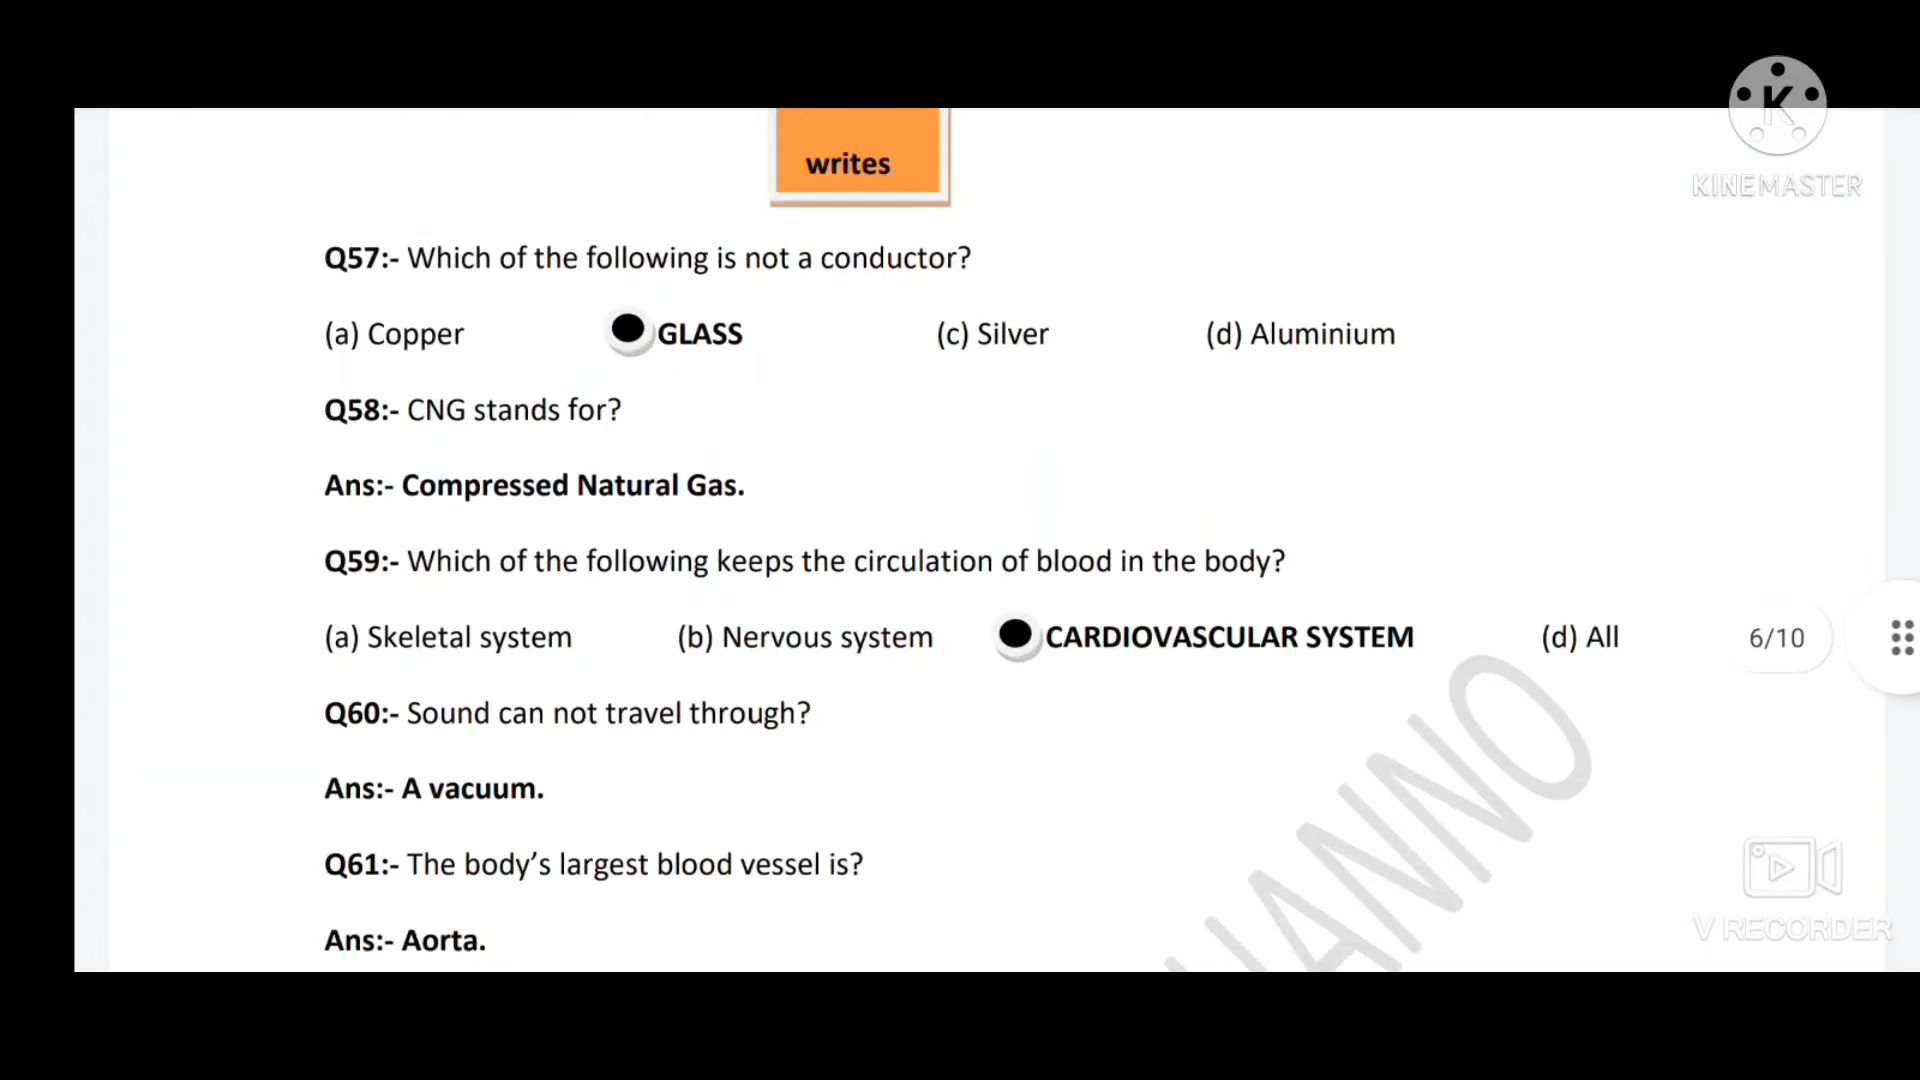 K
KINEMASTER
writes
Q57:- Which of the following is not a conductor?
(a) Copper GLASS (c) Silver (d) Aluminium
Q58:- CNG stands for?
Ans:- Compressed Natural Gas.
Q59:- Which of the following keeps the circulation of blood in the body?
(a) Skeletal system (b) Nervous system CARDIOVASCULAR SYSTEM (d) All
6/10
Q60:- Sound can not travel through?
Ans:- A vacuum.
Q61:- The body’s largest blood vessel is?
Ans:- Aorta.
V RECORDER